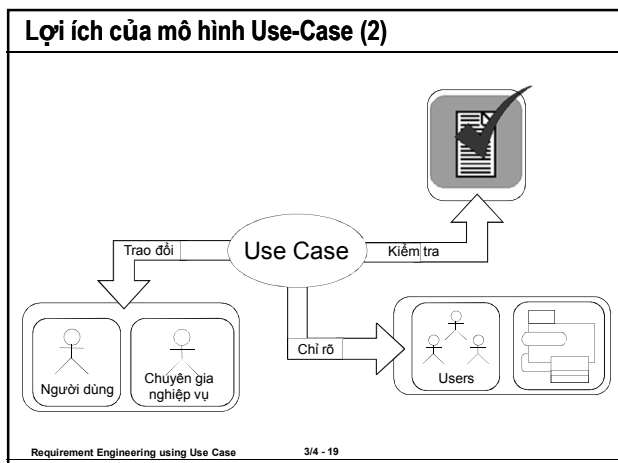 Lợi ích của mô hình Use-Case (2)
Trao đổi
Use Case
Kiểm tra
Chỉ rõ
Người dùng
Chuyên gia
nghiệp vụ
Users
Requirement Engineering using Use Case
3/4 - 19